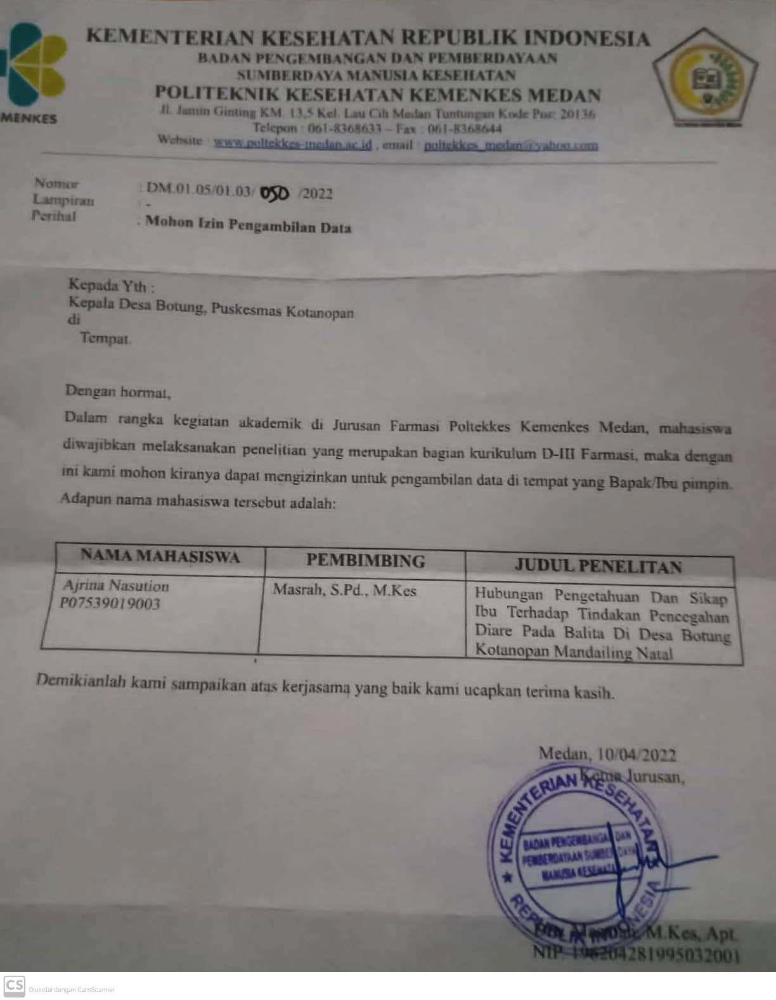 KEMENTERIAN KESEHATAN REPUBLIK INDONESIA
BADAN PENGEMBANGAN DAN PEMBERDAYAAN
SUMBERDAYA MANUSIA KESEHATAN
POLITEKNIK KESEHATAN KEMENKES MEDAN
Jl. Jamin Ginting KM. 13,5 Kel. Lau Cih Medan Tuntungan Kode Pos: 20136
Telepon : 061-8368633 – Fax : 061-8368644
Website : www.poltekkes-medan.ac.id , email : poltekkes_medan@yahoo.com
MENKES
Nomor : DM.01.05/01.03/ 050 /2022
Lampiran : -
Perihal : Mohon Izin Pengambilan Data
Kepada Yth :
Kepala Desa Botung, Puskesmas Kotanopan
di
Tempat.
Dengan hormat,
Dalam rangka kegiatan akademik di Jurusan Farmasi Poltekkes Kemenkes Medan, mahasiswa
diwajibkan melaksanakan penelitian yang merupakan bagian kurikulum D-III Farmasi, maka dengan
ini kami mohon kiranya dapat mengizinkan untuk pengambilan data di tempat yang Bapak/Ibu pimpin.
Adapun nama mahasiswa tersebut adalah:
NAMA MAHASISWA PEMBIMBING JUDUL PENELITAN
Ajrina Nasution
P07539019003
Masrah, S.Pd., M.Kes
Hubungan Pengetahuan Dan Sikap
Ibu Terhadap Tindakan Pencegahan
Diare Pada Balita Di Desa Botung
Kotanopan Mandailing Natal
Demikianlah kami sampaikan atas kerjasama yang baik kami ucapkan terima kasih.
Medan, 10/04/2022
Ketua Jurusan,
KEMENTERIAN KESEHATAN
BADAN PENGEMBANGAN DAN
PEMBERDAYAAN SUMBER DAYA
MANUSIA KESEHATAN
REPUBLIK INDONESIA
M.Kes, Apt.
NIP. 196204281995032001
CS Dipindai dengan CamScanner